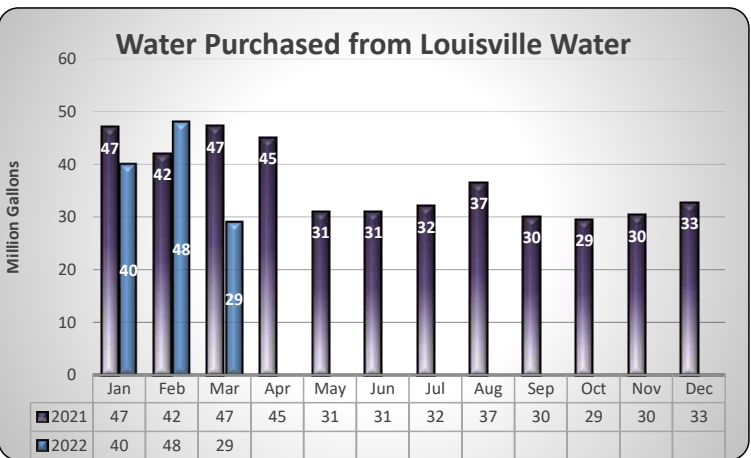 Water Purchased from Louisville Water
Million Gallons
60
50
40
30
20
10
0
47 42 47 45 31 31 32 37 30 29 30 33
40 48 29
Jan Feb Mar Apr May Jun Jul Aug Sep Oct Nov Dec
2021 47 42 47 45 31 31 32 37 30 29 30 33
2022 40 48 29